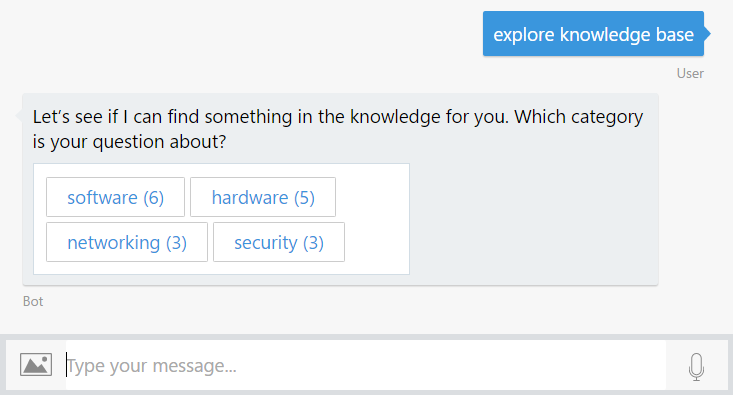 explore knowledge base
User
Let’s see if I can find something in the knowledge for you. Which category
is your question about?
software (6) hardware (5)
networking (3) security (3)
Bot
Type your message...